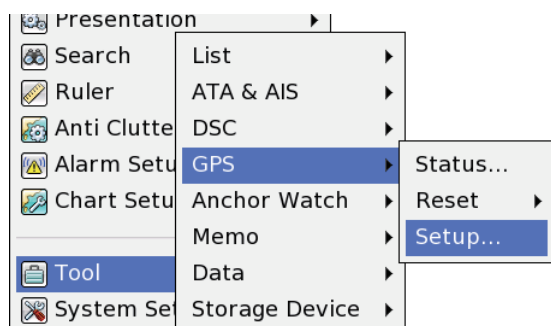 Presentation
Search
Ruler
Anti Clutte
Alarm Setu
Chart Setu
Tool
System Set
List
ATA & AIS
DSC
GPS
Anchor Watch
Memo
Data
Storage Device
Status...
Reset
Setup...